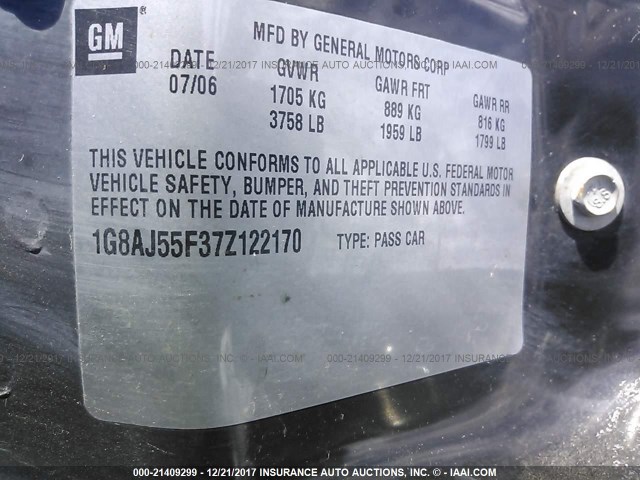 GM ®
MFD BY GENERAL MOTORS CORP
DATE GVWR GAWR FRT GAWR RR
07/06 1705 KG 889 KG 816 KG
3758 LB 1959 LB 1799 LB
THIS VEHICLE CONFORMS TO ALL APPLICABLE U.S. FEDERAL MOTOR
VEHICLE SAFETY, BUMPER, AND THEFT PREVENTION STANDARDS IN
EFFECT ON THE DATE OF MANUFACTURE SHOWN ABOVE.
1G8AJ55F37Z122170 TYPE: PASS CAR
000-21409299 - 12/21/2017 INSURANCE AUTO AUCTIONS, INC. - © IAAI.COM